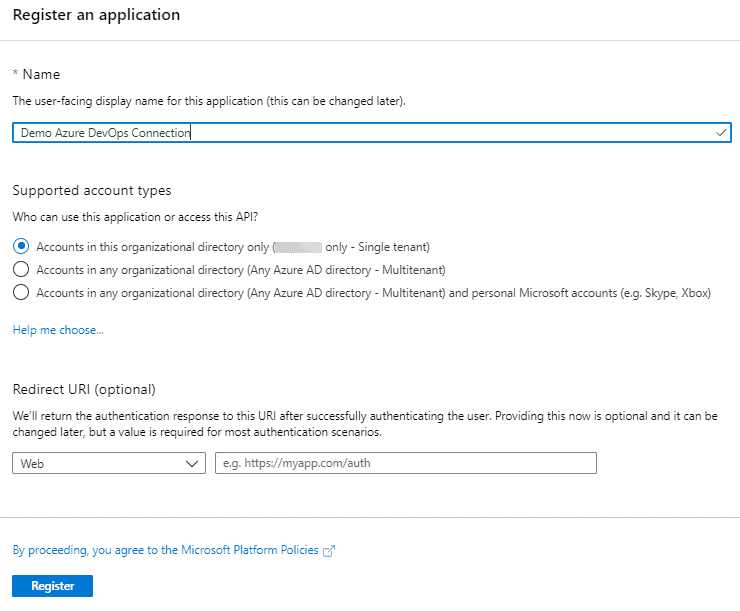 Register an application
* Name
The user-facing display name for this application (this can be changed later).
Demo Azure DevOps Connection
Supported account types
Who can use this application or access this API?
Accounts in this organizational directory only ( only - Single tenant)
Accounts in any organizational directory (Any Azure AD directory - Multitenant)
Accounts in any organizational directory (Any Azure AD directory - Multitenant) and personal Microsoft accounts (e.g. Skype, Xbox)
Help me choose...
Redirect URI (optional)
We'll return the authentication response to this URI after successfully authenticating the user. Providing this now is optional and it can be
changed later, but a value is required for most authentication scenarios.
Web
e.g. https://myapp.com/auth
By proceeding, you agree to the Microsoft Platform Policies
Register